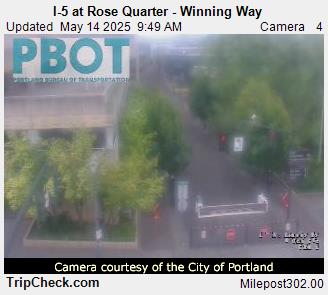 I-5 at Rose Quarter - Winning Way
Updated May 14 2025 9:49 AM Camera 4
PBOT
PORTLAND BUREAU OF TRANSPORTATION
Camera courtesy of the City of Portland
TripCheck.com Milepost302.00